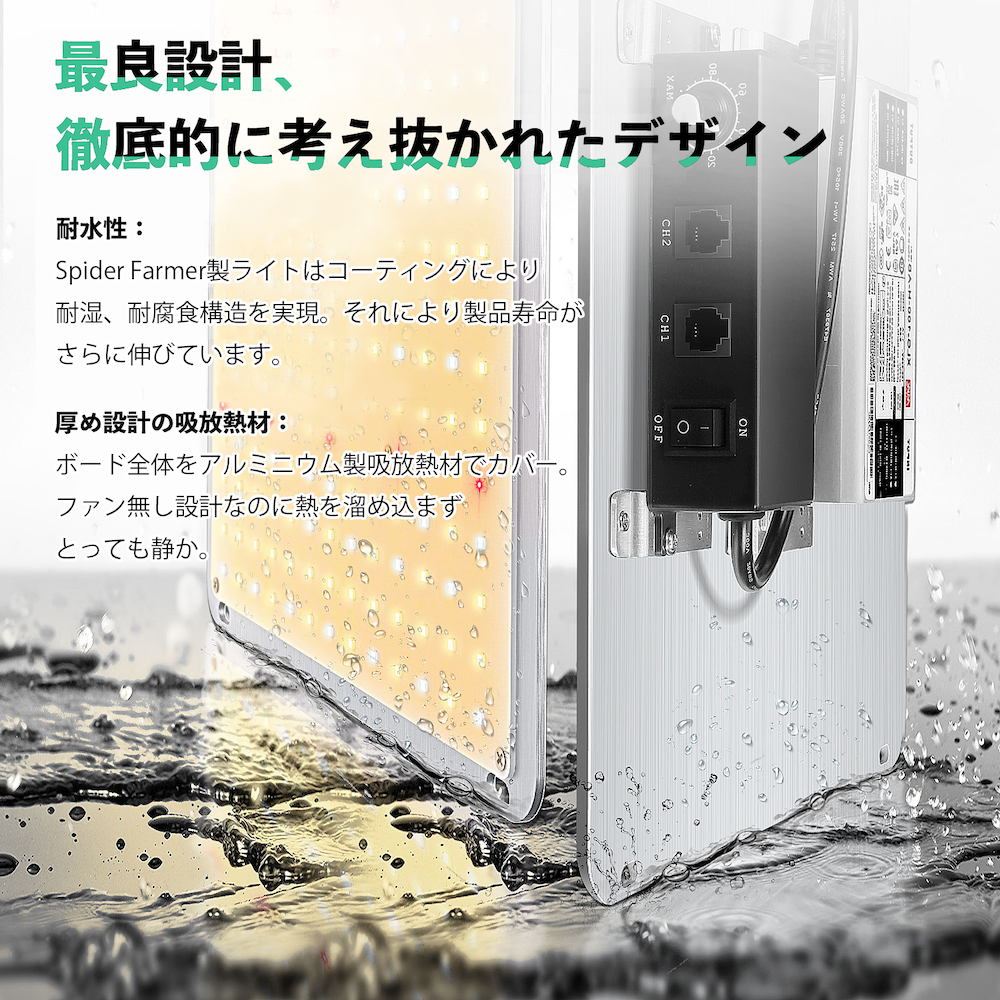 最良設計、
徹底的に考え抜かれたデザイン
耐水性：
Spider Farmer製ライトはコーティングにより
耐湿、耐腐食構造を実現。それにより製品寿命が
さらに伸びています。
厚め設計の吸放熱材：
ボード全体をアルミニウム製吸放熱材でカバー。
ファン無し設計なのに熱を溜め込まず
とっても静か。
MAX
80
60
20
CH2
CH1
OFF
ON